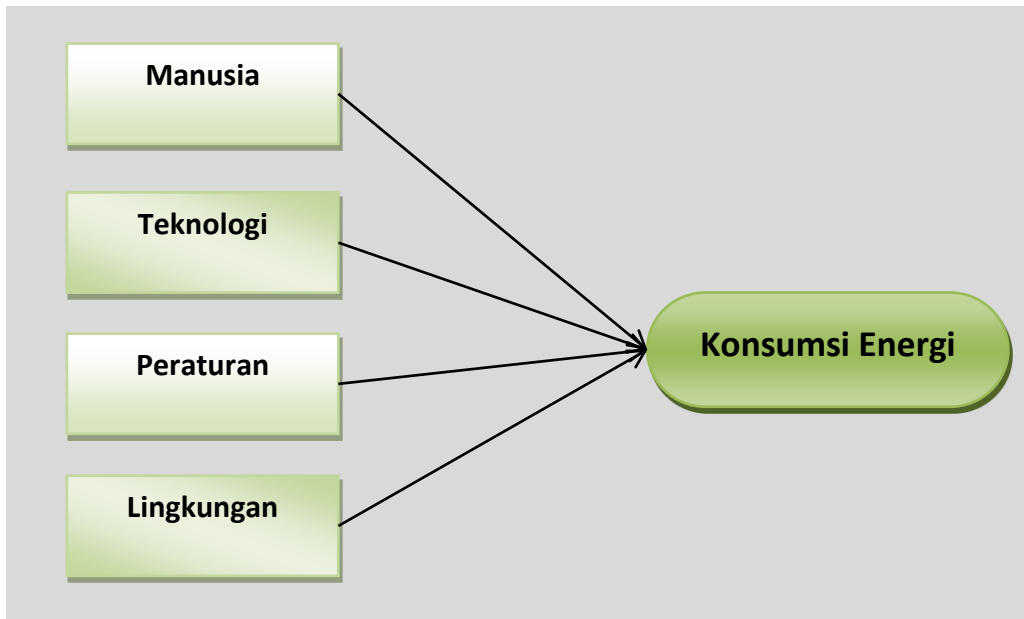 Manusia
Teknologi
Peraturan
Lingkungan
Konsumsi Energi